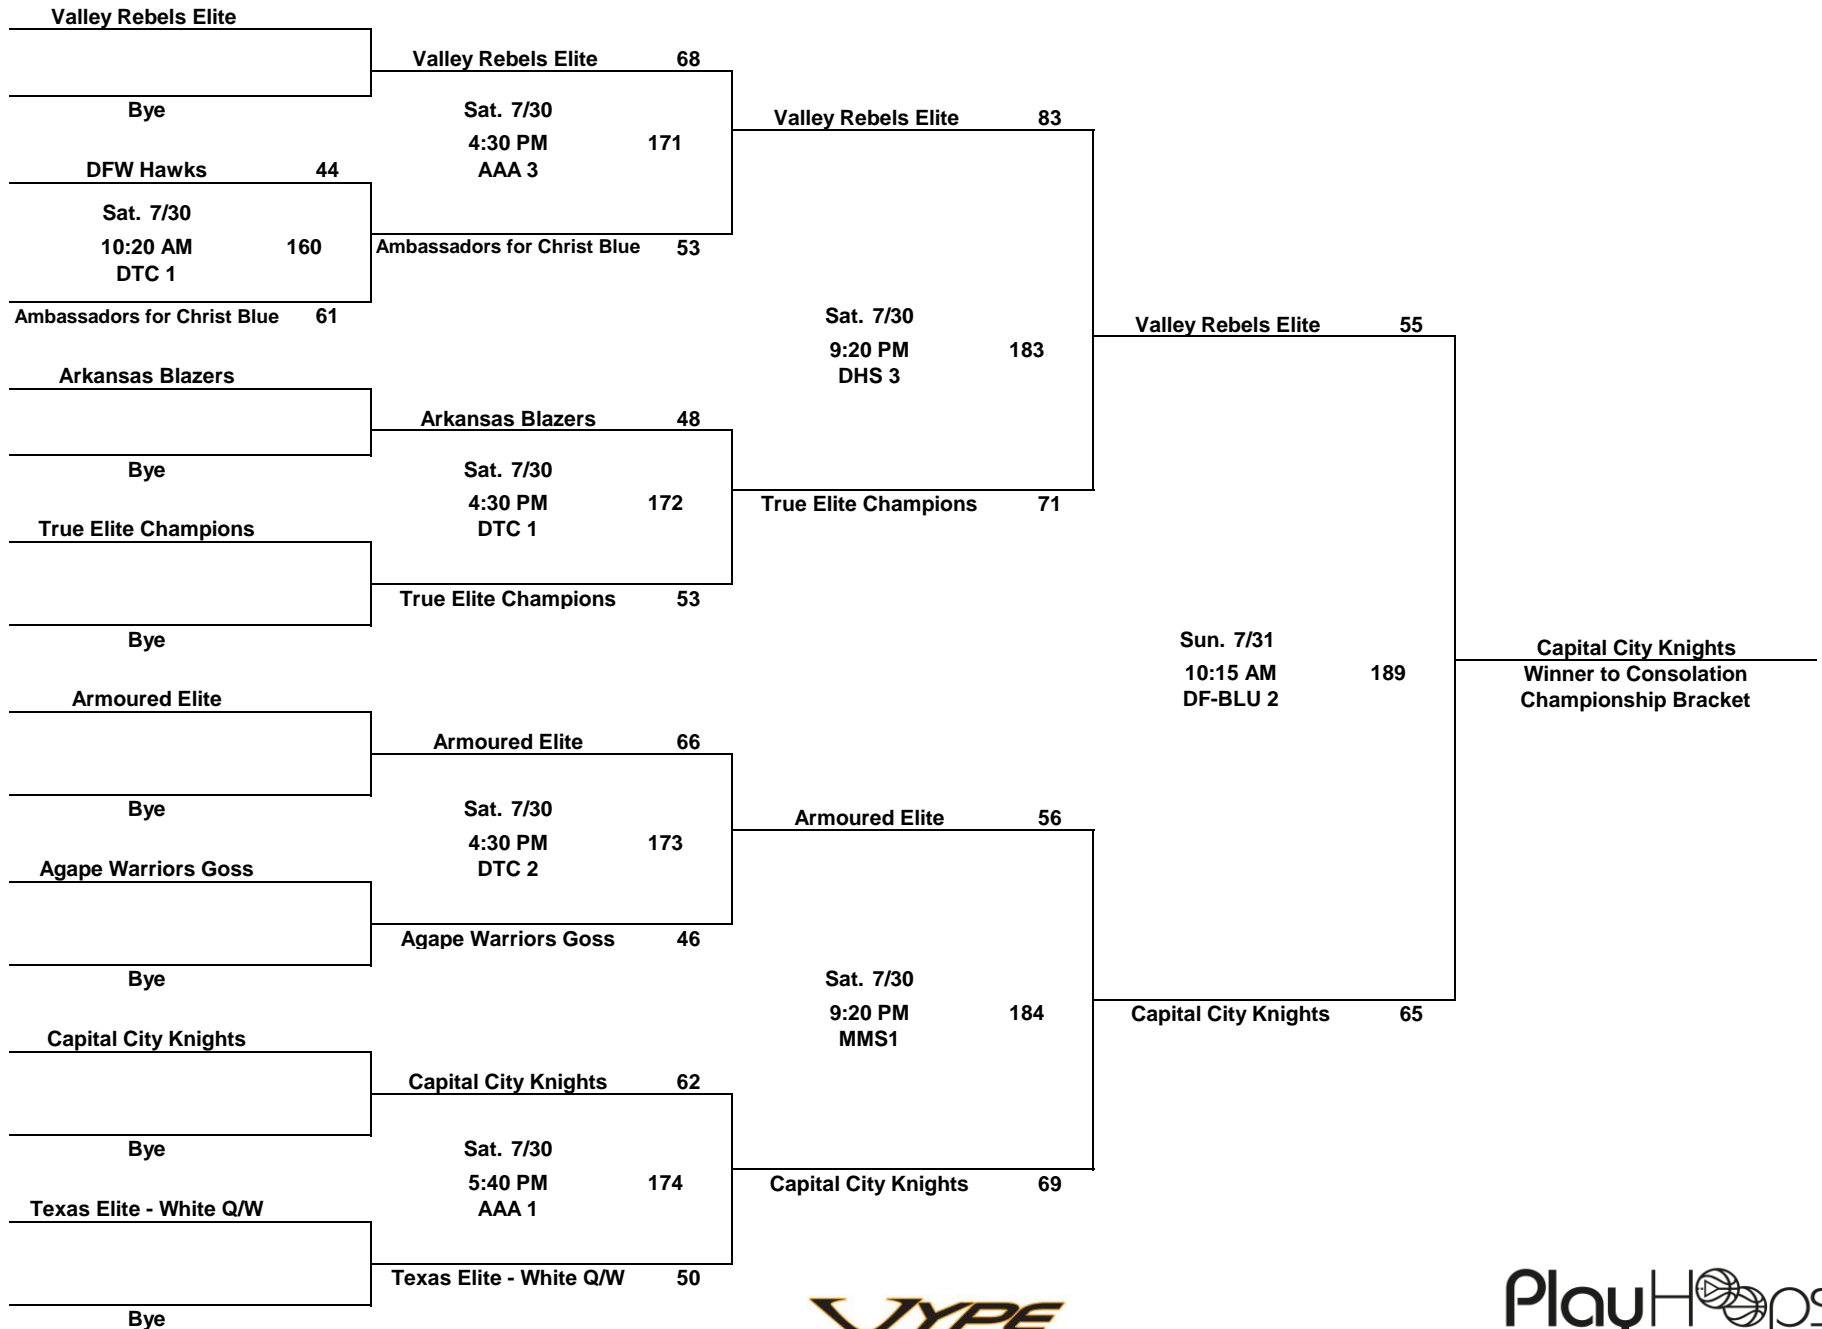 Valley Rebels Elite
Bye
DFW Hawks 44
Sat. 7/30
10:20 AM 160
DTC 1
Ambassadors for Christ Blue 61
Arkansas Blazers
Bye
True Elite Champions
Bye
Armoured Elite
Bye
Agape Warriors Goss
Bye
Capital City Knights
Bye
Texas Elite - White Q/W
Bye
Valley Rebels Elite 68
Sat. 7/30
4:30 PM 171
AAA 3
Ambassadors for Christ Blue 53
Arkansas Blazers 48
Sat. 7/30
4:30 PM 172
DTC 1
True Elite Champions 53
Armoured Elite 66
Sat. 7/30
4:30 PM 173
DTC 2
Agape Warriors Goss 46
Capital City Knights 62
Sat. 7/30
5:40 PM 174
AAA 1
Texas Elite - White Q/W 50
Valley Rebels Elite 83
Sat. 7/30
9:20 PM 183
DHS 3
True Elite Champions 71
Armoured Elite 56
Sat. 7/30
9:20 PM 184
MMS1
Capital City Knights 69
Valley Rebels Elite 55
Sun. 7/31
10:15 AM 189
DF-BLU 2
Capital City Knights 65
Capital City Knights
Winner to Consolation
Championship Bracket
VYPE
PlayHoops